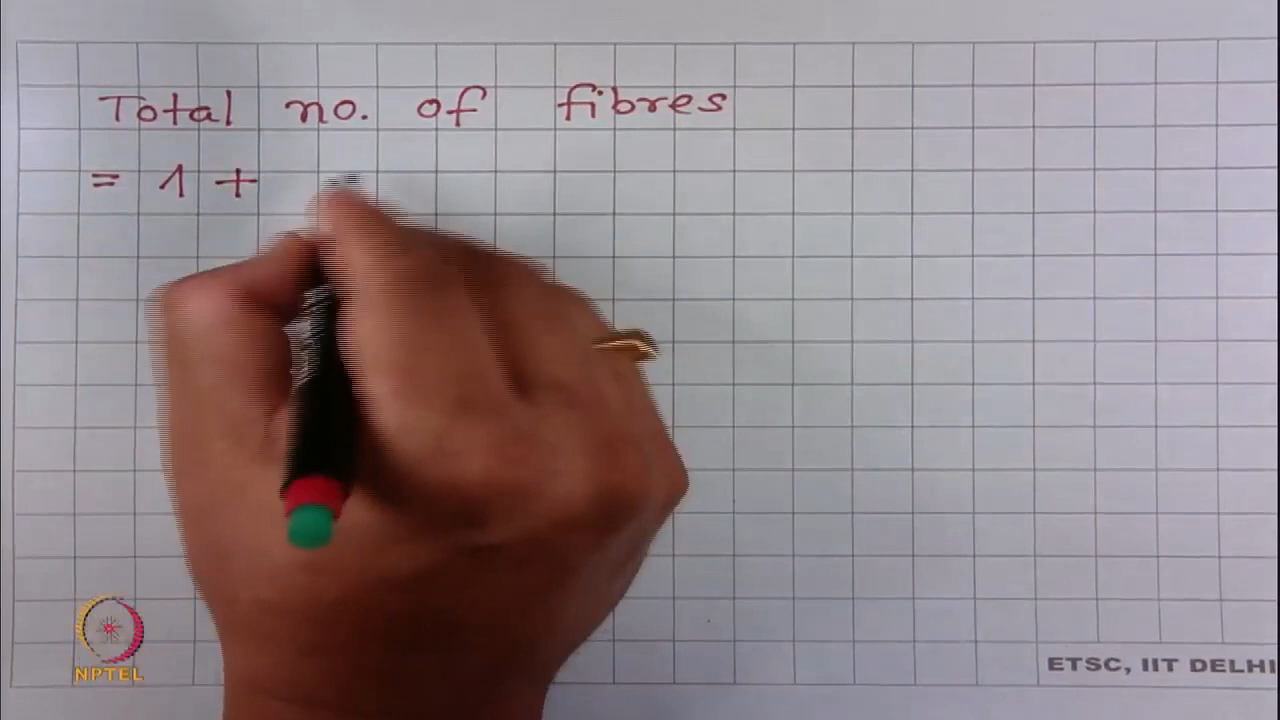 Total no. of fibres
= 1 +
NPTEL
ETSC, IIT DELHI